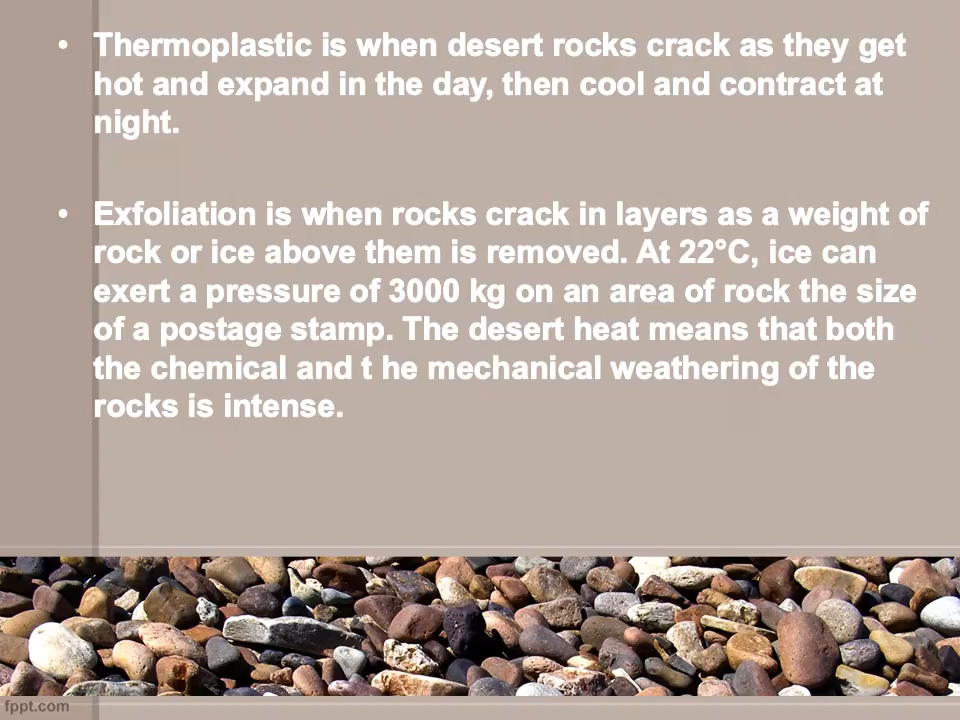 • Thermoplastic is when desert rocks crack as they get
hot and expand in the day, then cool and contract at
night.
• Exfoliation is when rocks crack in layers as a weight of
rock or ice above them is removed. At 22°C, ice can
exert a pressure of 3000 kg on an area of rock the size
of a postage stamp. The desert heat means that both
the chemical and t he mechanical weathering of the
rocks is intense.
fppt.com